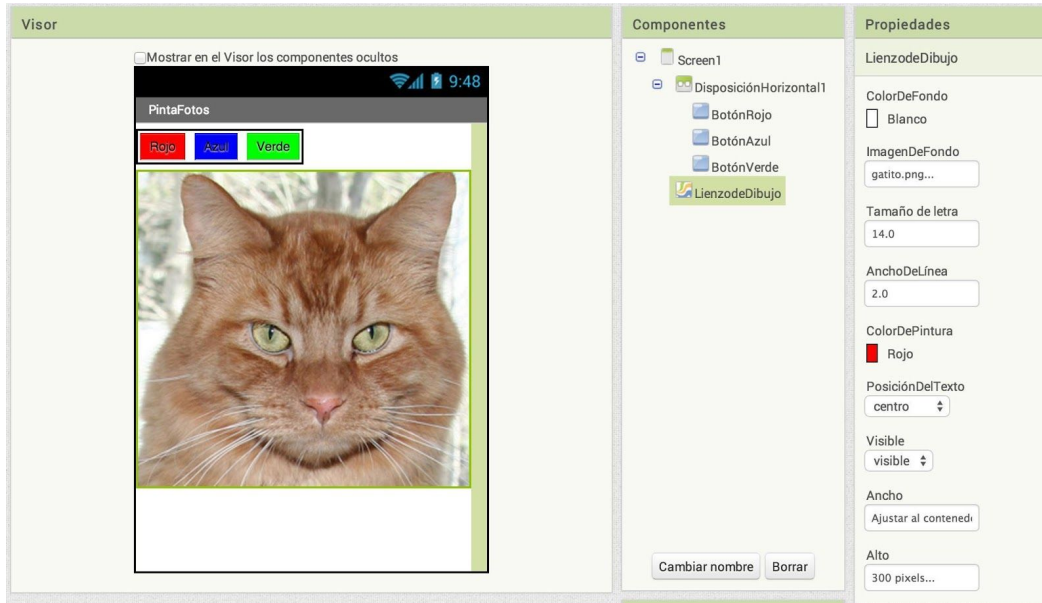 Visor
Mostrar en el Visor los componentes ocultos
9:48
PintaFotos
Rojo Azul Verde
Componentes
Screen1
DisposiciónHorizontal1
BotónRojo
BotónAzul
BotónVerde
LienzodeDibujo
Cambiar nombre Borrar
Propiedades
LienzodeDibujo
ColorDeFondo
Blanco
ImagenDeFondo
gatito.png...
Tamaño de letra
14.0
AnchoDeLínea
2.0
ColorDePintura
Rojo
PosiciónDelTexto
centro
Visible
visible
Ancho
Ajustar al contened
Alto
300 pixels...